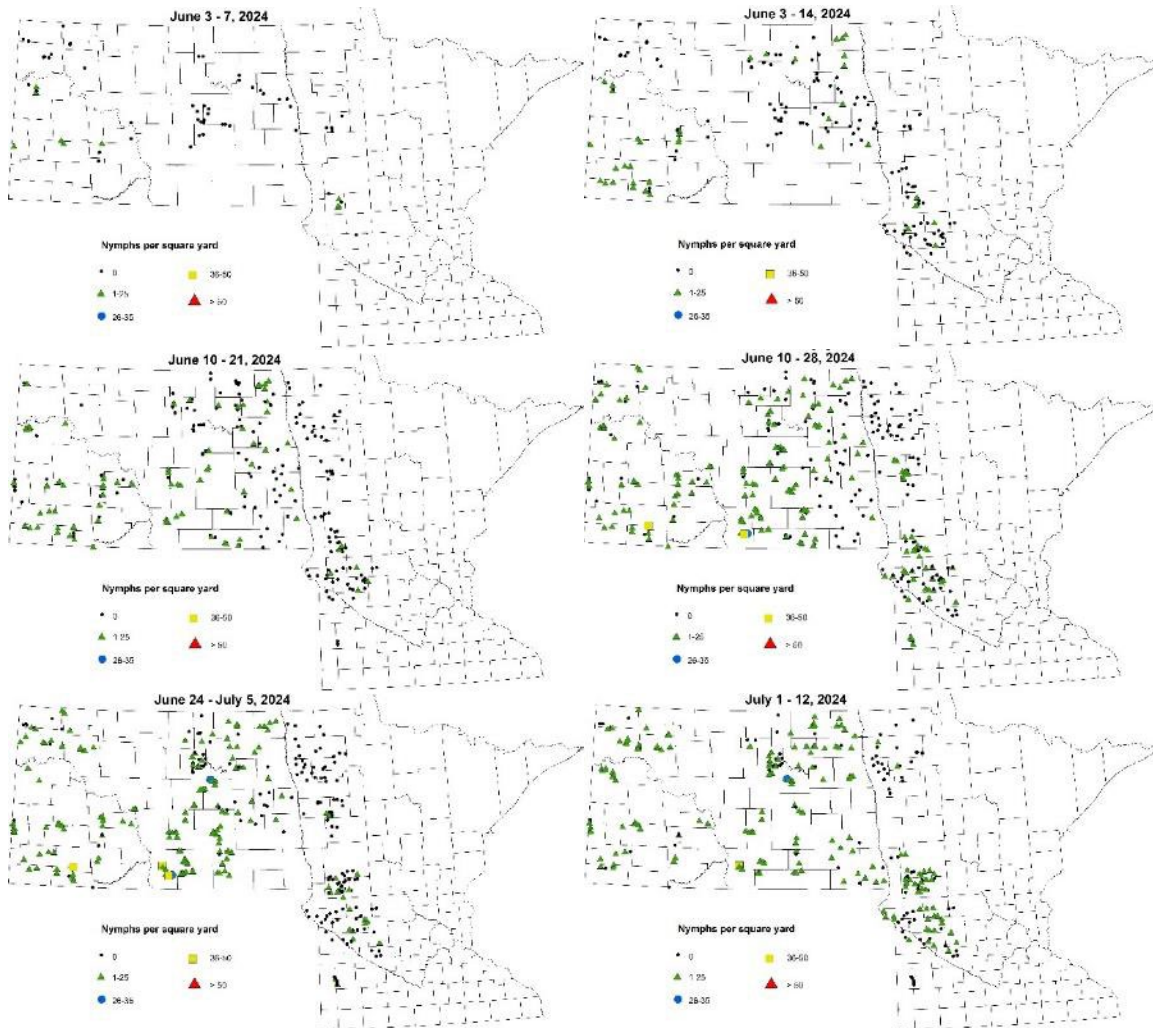 June 3 - 7, 2024
Nymphs per square yard
0
1-25
26-35
36-50
> 50
June 3 - 14, 2024
Nymphs per square yard
0
1-25
26-35
36-50
> 50
June 10 - 21, 2024
Nymphs per square yard
0
1-25
26-35
36-50
> 50
June 10 - 28, 2024
Nymphs per square yard
0
1-25
26-35
36-50
> 50
June 24 - July 5, 2024
Nymphs per square yard
0
1-25
26-35
36-50
> 50
July 1 - 12, 2024
Nymphs per square yard
0
1-25
26-35
36-50
> 50